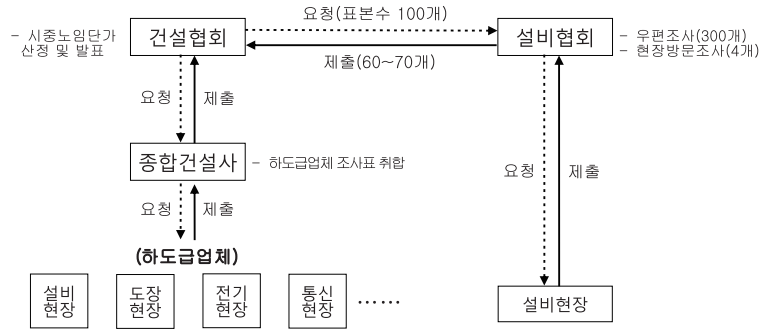 요청(표본수 100개)
- 시중노임단가
산정 및 발표
건설협회
설비협회
- 우편조사(300개)
- 현장방문조사(4개)
제출(60~70개)
요청
제출
종합건설사
- 하도급업체 조사표 취합
요청
제출
요청
제출
(하도급업체)
설비
현장
도장
현장
전기
현장
통신
현장
……
설비현장